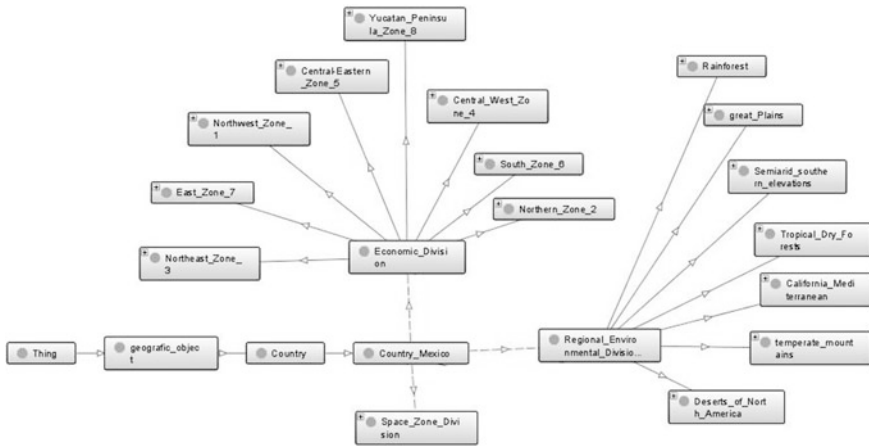 Yucatan_Peninsu
la_Zone_8
Central-Eastern
_Zone_5
Central_West_Zo
ne_4
Northwest_Zone_
1
South_Zone_6
East_Zone_7
Northern_Zone_2
Northeast_Zone_
3
Economic_Divisi
on
Rainforest
great_Plains
Semiarid_southe
rn_elevations
Tropical_Dry_Fo
rests
California_Medi
terranean
temperate_mount
ains
Deserts_of_Nort
h_America
Thing
geografic_objec
t
Country
Country_Mexico
Regional_Enviro
nmental_Divisio...
Space_Zone_Divi
sion